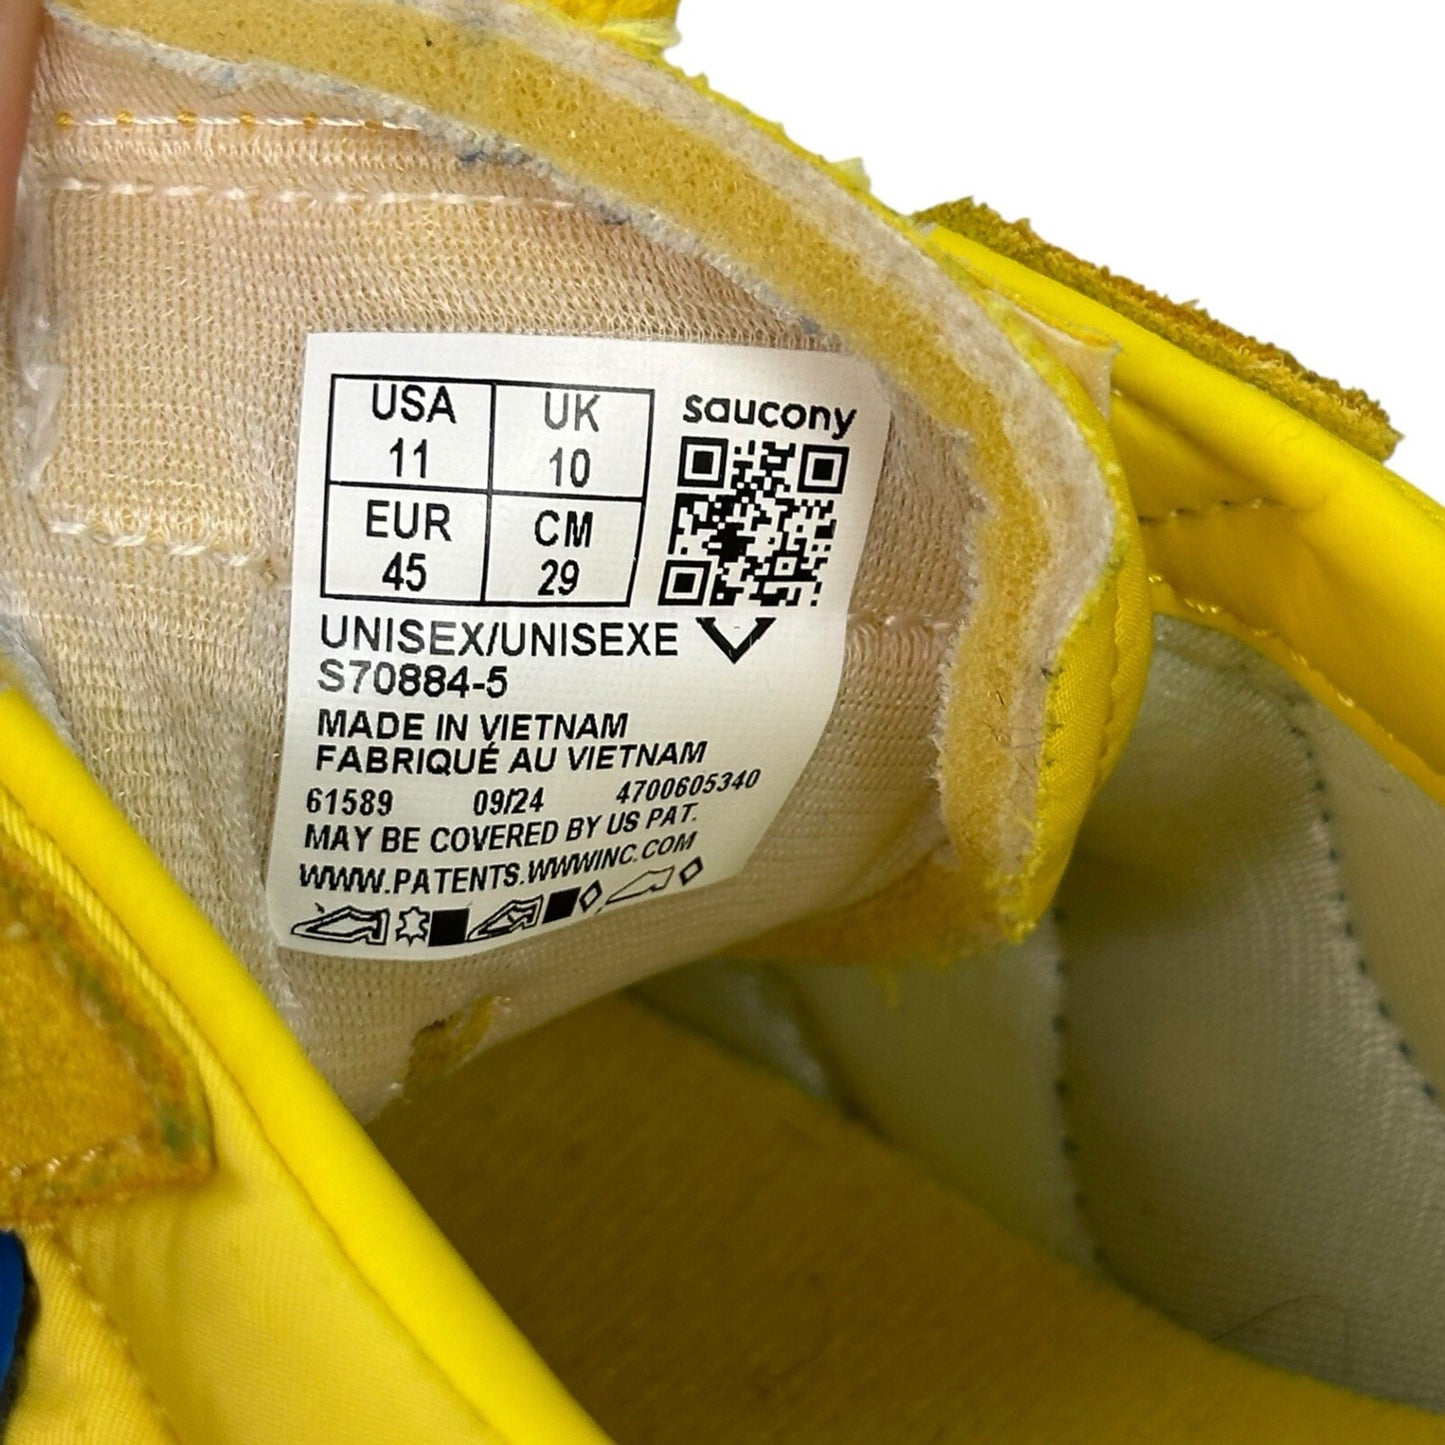 USA UK saucony
11 10
EUR CM
45 29
UNISEX/UNISEXE
S70884-5
MADE IN VIETNAM
FABRIQUÉ AU VIETNAM
61589 09/24 4700605340
MAY BE COVERED BY US PAT.
WWW.PATENTS.WWWINC.COM